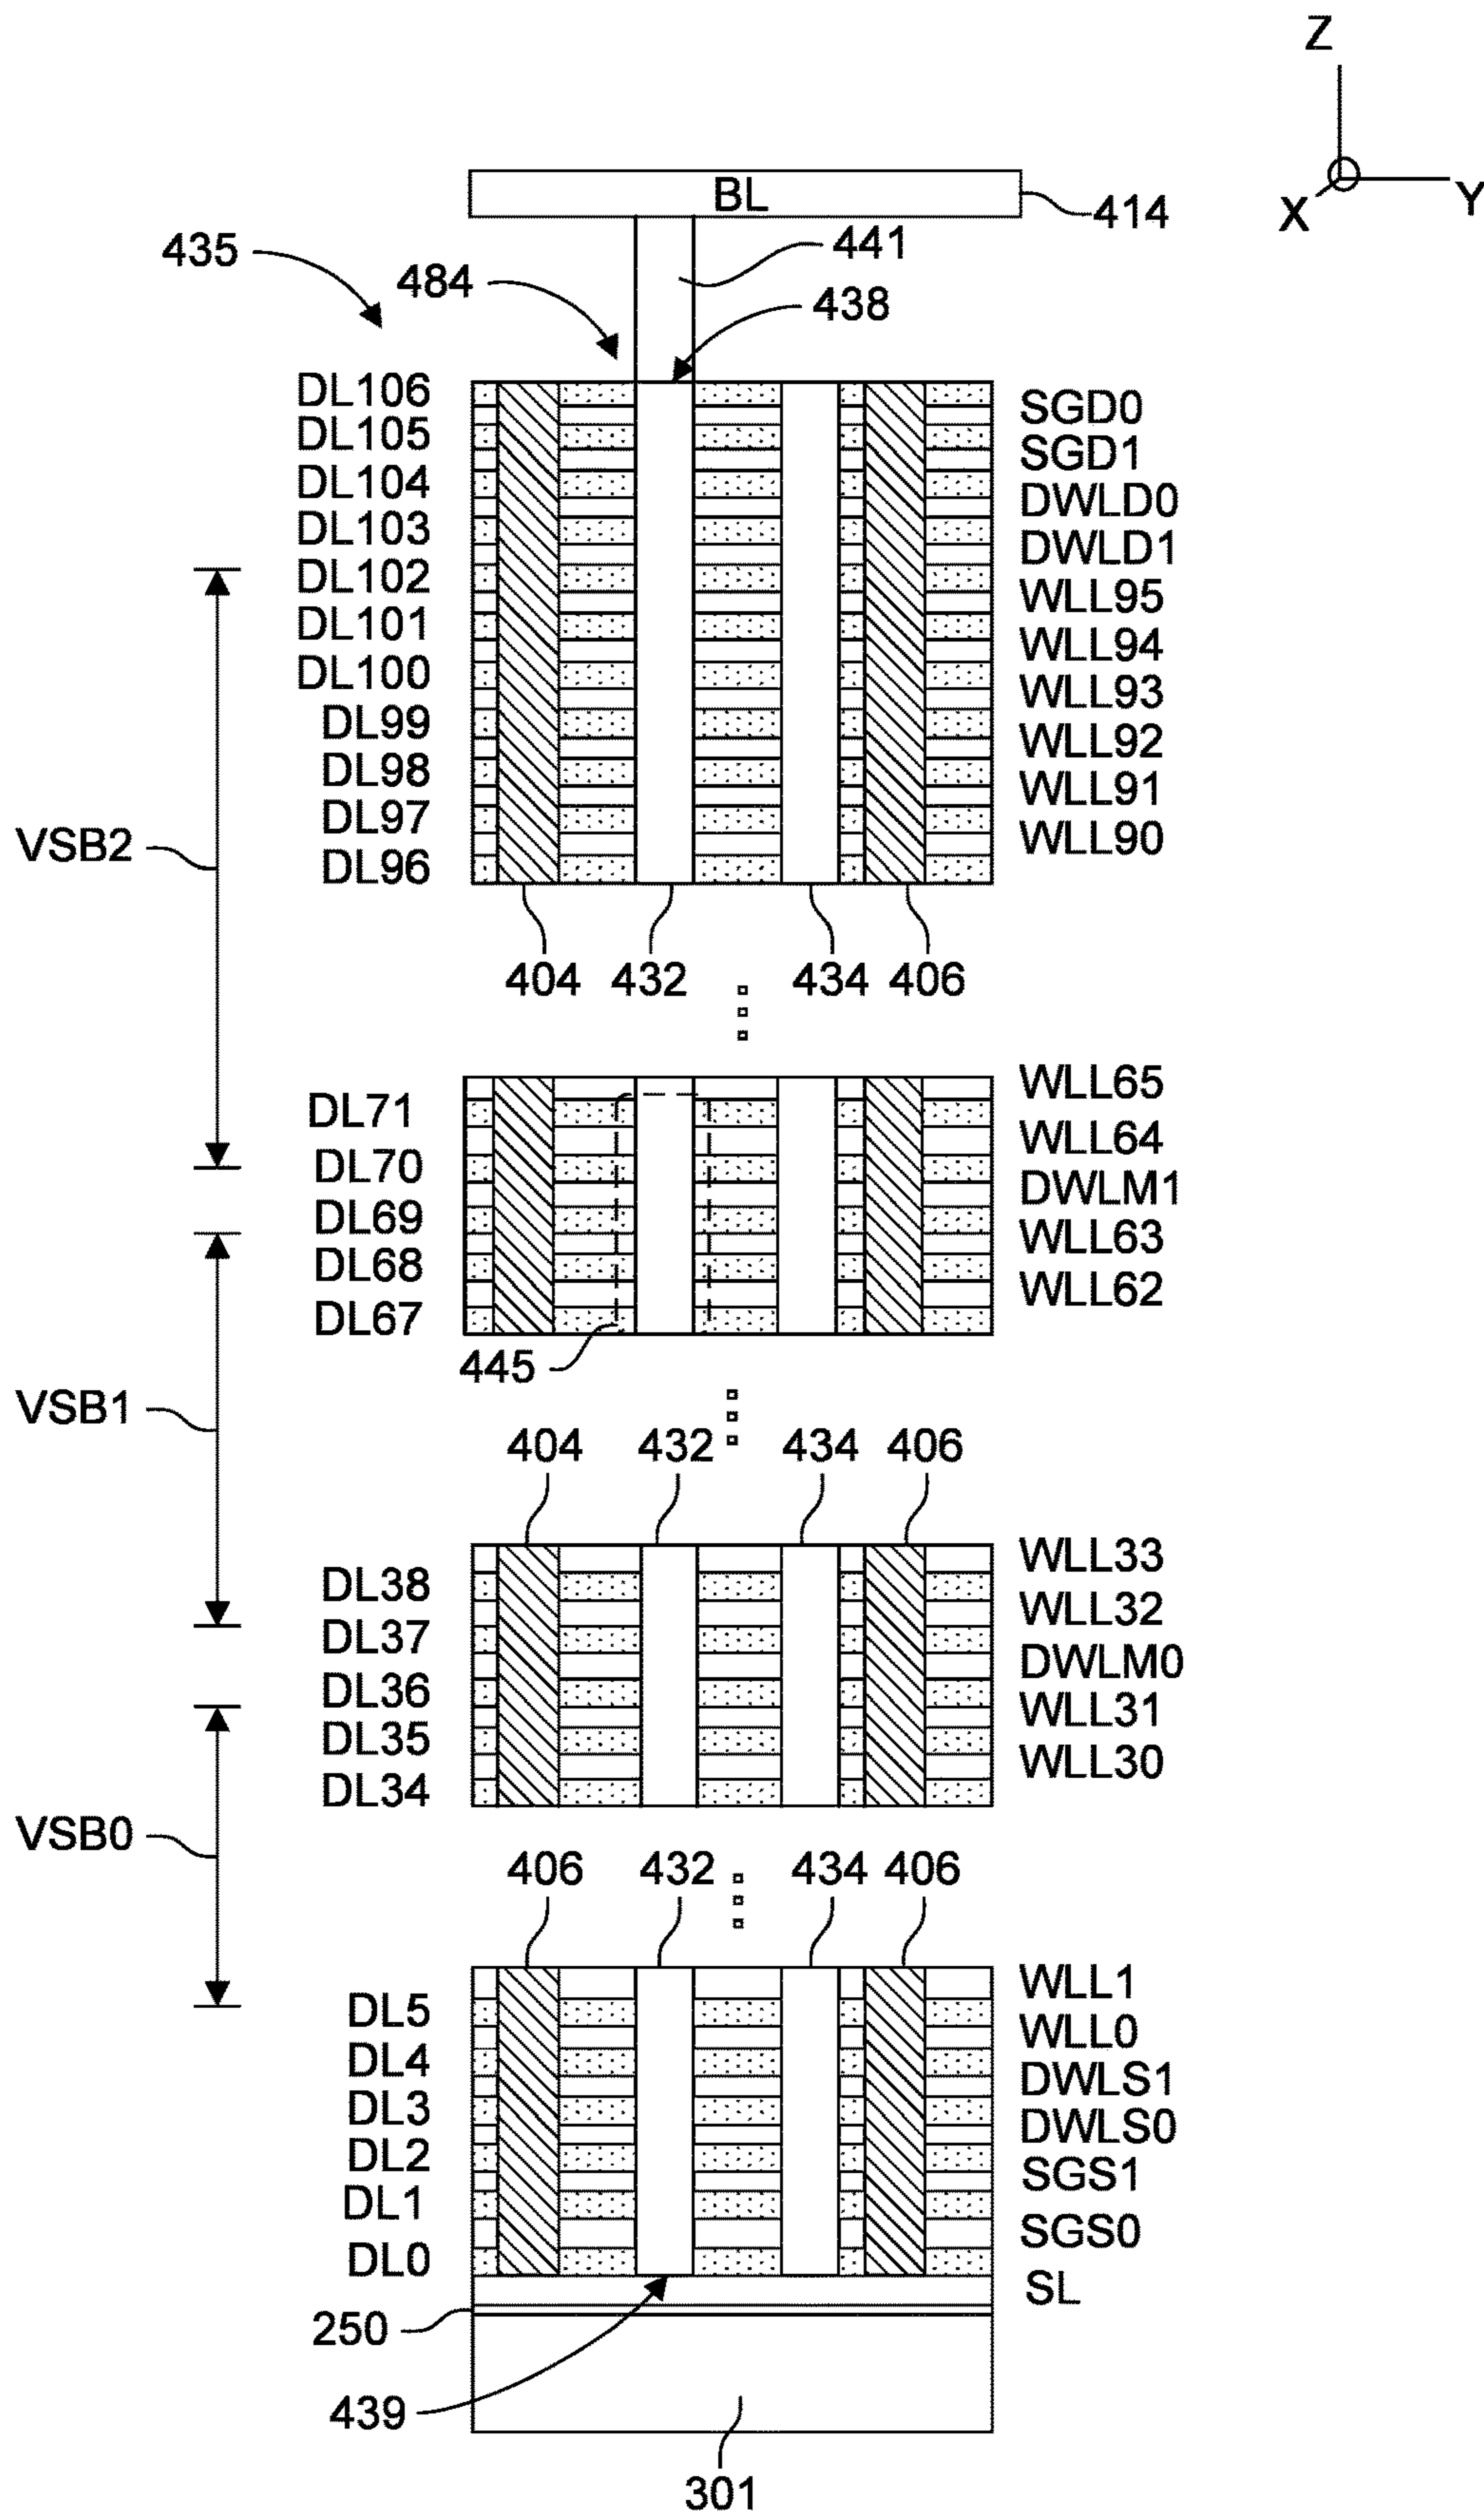 Z
BL
414
X
Y
435
484
441
438
DL106
SGD0
DL105
SGD1
DL104
DWLD0
DL103
DWLD1
DL102
WLL95
DL101
WLL94
DL100
WLL93
DL99
WLL92
DL98
WLL91
DL97
WLL90
VSB2
DL96
404
432
434
406
WLL65
DL71
WLL64
DL70
DWLM1
DL69
WLL63
DL68
WLL62
DL67
445
VSB1
404
432
434
406
WLL33
DL38
WLL32
DL37
DWLM0
DL36
WLL31
DL35
WLL30
DL34
VSB0
406
432
434
406
WLL1
DL5
WLL0
DL4
DWLS1
DL3
DWLS0
DL2
SGS1
DL1
SGS0
DL0
SL
250
439
301